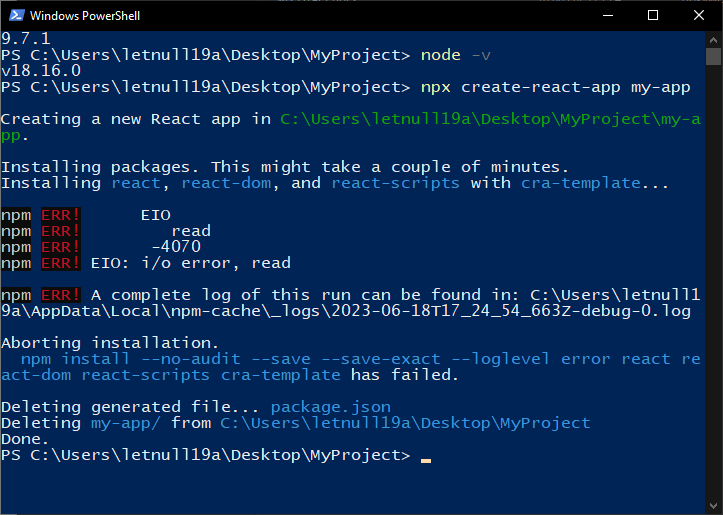 Windows PowerShell
9.7.1
PS C:\Users\letnull19a\Desktop\MyProject> node -v
v18.16.0
PS C:\Users\letnull19a\Desktop\MyProject> npx create-react-app my-app
Creating a new React app in C:\Users\letnull19a\Desktop\MyProject\my-a
pp.
Installing packages. This might take a couple of minutes.
Installing react, react-dom, and react-scripts with cra-template...
npm ERR! EIO
npm ERR! read
npm ERR! -4070
npm ERR! EIO: i/o error, read
npm ERR! A complete log of this run can be found in: C:\Users\letnull1
9a\AppData\Local\npm-cache\_logs\2023-06-18T17_24_54_663Z-debug-0.log
Aborting installation.
npm install --no-audit --save --save-exact --loglevel error react re
act-dom react-scripts cra-template has failed.
Deleting generated file... package.json
Deleting my-app/ from C:\Users\letnull19a\Desktop\MyProject
Done.
PS C:\Users\letnull19a\Desktop\MyProject>